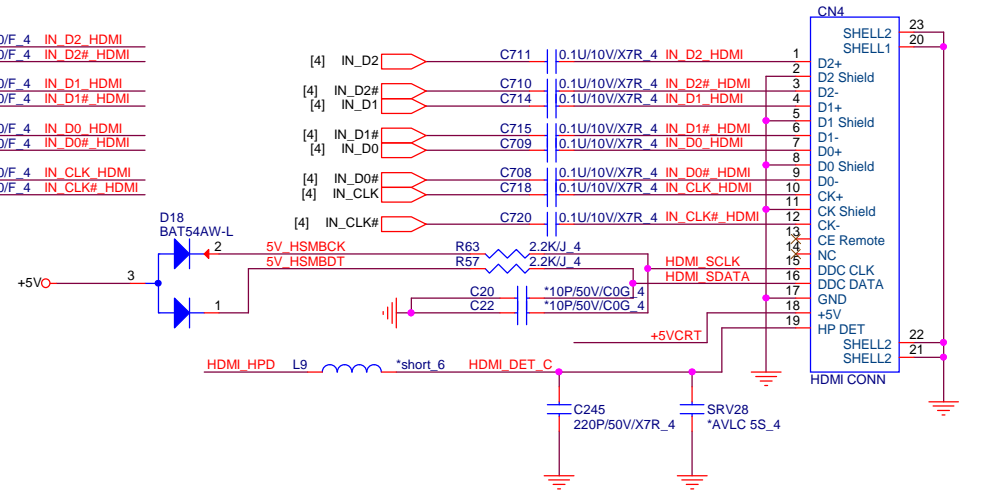 CN4
0/F_4 IN_D2_HDMI
0/F_4 IN_D2#_HDMI
0/F_4 IN_D1_HDMI
0/F_4 IN_D1#_HDMI
0/F_4 IN_D0_HDMI
0/F_4 IN_D0#_HDMI
0/F_4 IN_CLK_HDMI
0/F_4 IN_CLK#_HDMI
[4] IN_D2 C711 0.1U/10V/X7R_4 IN_D2_HDMI 1
[4] IN_D2# C710 0.1U/10V/X7R_4 IN_D2#_HDMI 3
[4] IN_D1 C714 0.1U/10V/X7R_4 IN_D1_HDMI 4
[4] IN_D1# C715 0.1U/10V/X7R_4 IN_D1#_HDMI 6
[4] IN_D0 C709 0.1U/10V/X7R_4 IN_D0_HDMI 7
[4] IN_D0# C708 0.1U/10V/X7R_4 IN_D0#_HDMI 9
[4] IN_CLK C718 0.1U/10V/X7R_4 IN_CLK_HDMI 10
[4] IN_CLK# C720 0.1U/10V/X7R_4 IN_CLK#_HDMI 12
2
5
8
11
13
14
15
16
17
18
19
SHELL2 23
SHELL1 20
D2+
D2 Shield
D2-
D1+
D1 Shield
D1-
D0+
D0 Shield
D0-
CK+
CK Shield
CK-
CE Remote
NC
DDC CLK
DDC DATA
GND
+5V
HP DET
SHELL2 22
SHELL2 21
HDMI CONN
D18
BAT54AW-L
+5V 3
2 5V_HSMBCK R63 2.2K/J_4 HDMI_SCLK
5V_HSMBDT R57 2.2K/J_4 HDMI_SDATA
1
C20 *10P/50V/C0G_4
C22 *10P/50V/C0G_4
+5VCRT
HDMI_HPD L9 *short_6 HDMI_DET_C
C245
220P/50V/X7R_4
SRV28
*AVLC 5S_4